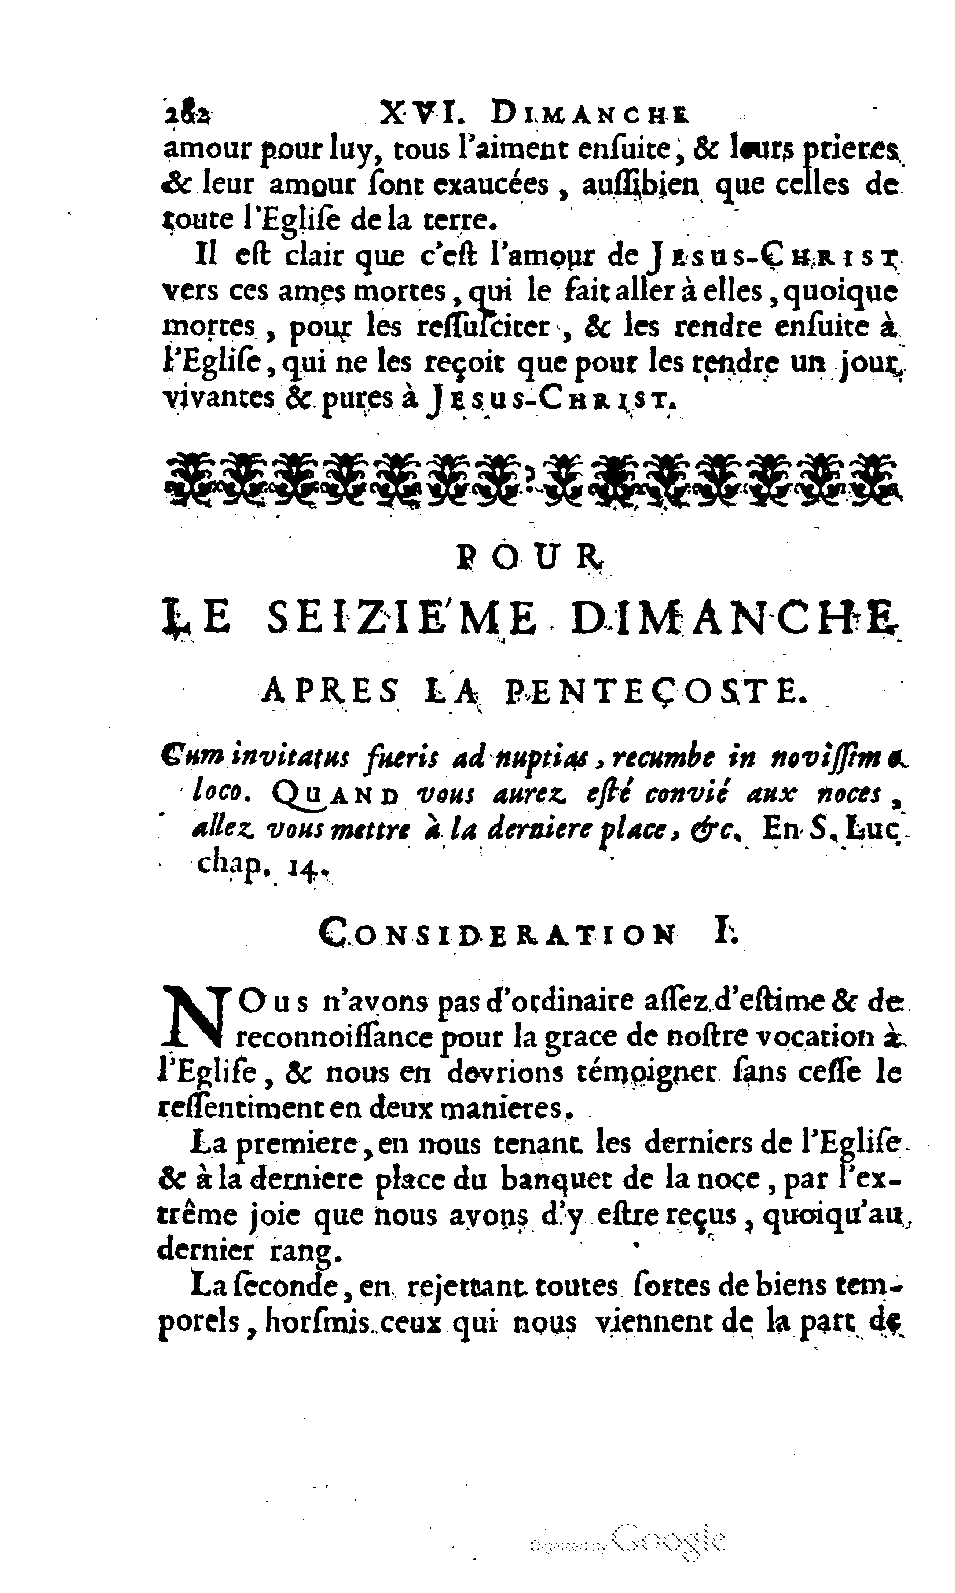 282 XVI. DIMANCHE
amour pour luy, tous l'aiment enſuite, & leurs prieres
& leur amour ſont exaucées, auſſibien que celles de
toute l'Egliſe de la terre.
Il eſt clair que c'eſt l'amour de JESUS-CHRIST
vers ces ames mortes, qui le fait aller à elles, quoique
mortes, pour les reſſuſciter, & les rendre enſuite à
l'Egliſe, qui ne les reçoit que pour les rendre un jour
vivantes & pures à JESUS-CHRIST.
POUR
LE SEIZIE'ME DIMANCHE
APRES LA PENTECOSTE.
Cum invitatus fueris ad nuptias, recumbe in noviſſimo
loco. QUAND vous aurez eſté convié aux noces,
allez vous mettre à la derniere place, &c. En S. Luc
chap. 14.
CONSIDERATION I.
NOus n'avons pas d'ordinaire aſſez d'eſtime & de
reconnoiſſance pour la grace de noſtre vocation à
l'Egliſe, & nous en devrions témoigner ſans ceſſe le
reſſentiment en deux manieres.
La premiere, en nous tenant les derniers de l'Egliſe
& à la derniere place du banquet de la noce, par l'ex-
trême joie que nous avons d'y eſtre reçus, quoiqu'au
dernier rang.
La ſeconde, en rejettant toutes ſortes de biens tem-
porels, horſmis ceux qui nous viennent de la part de
Digitized by Google